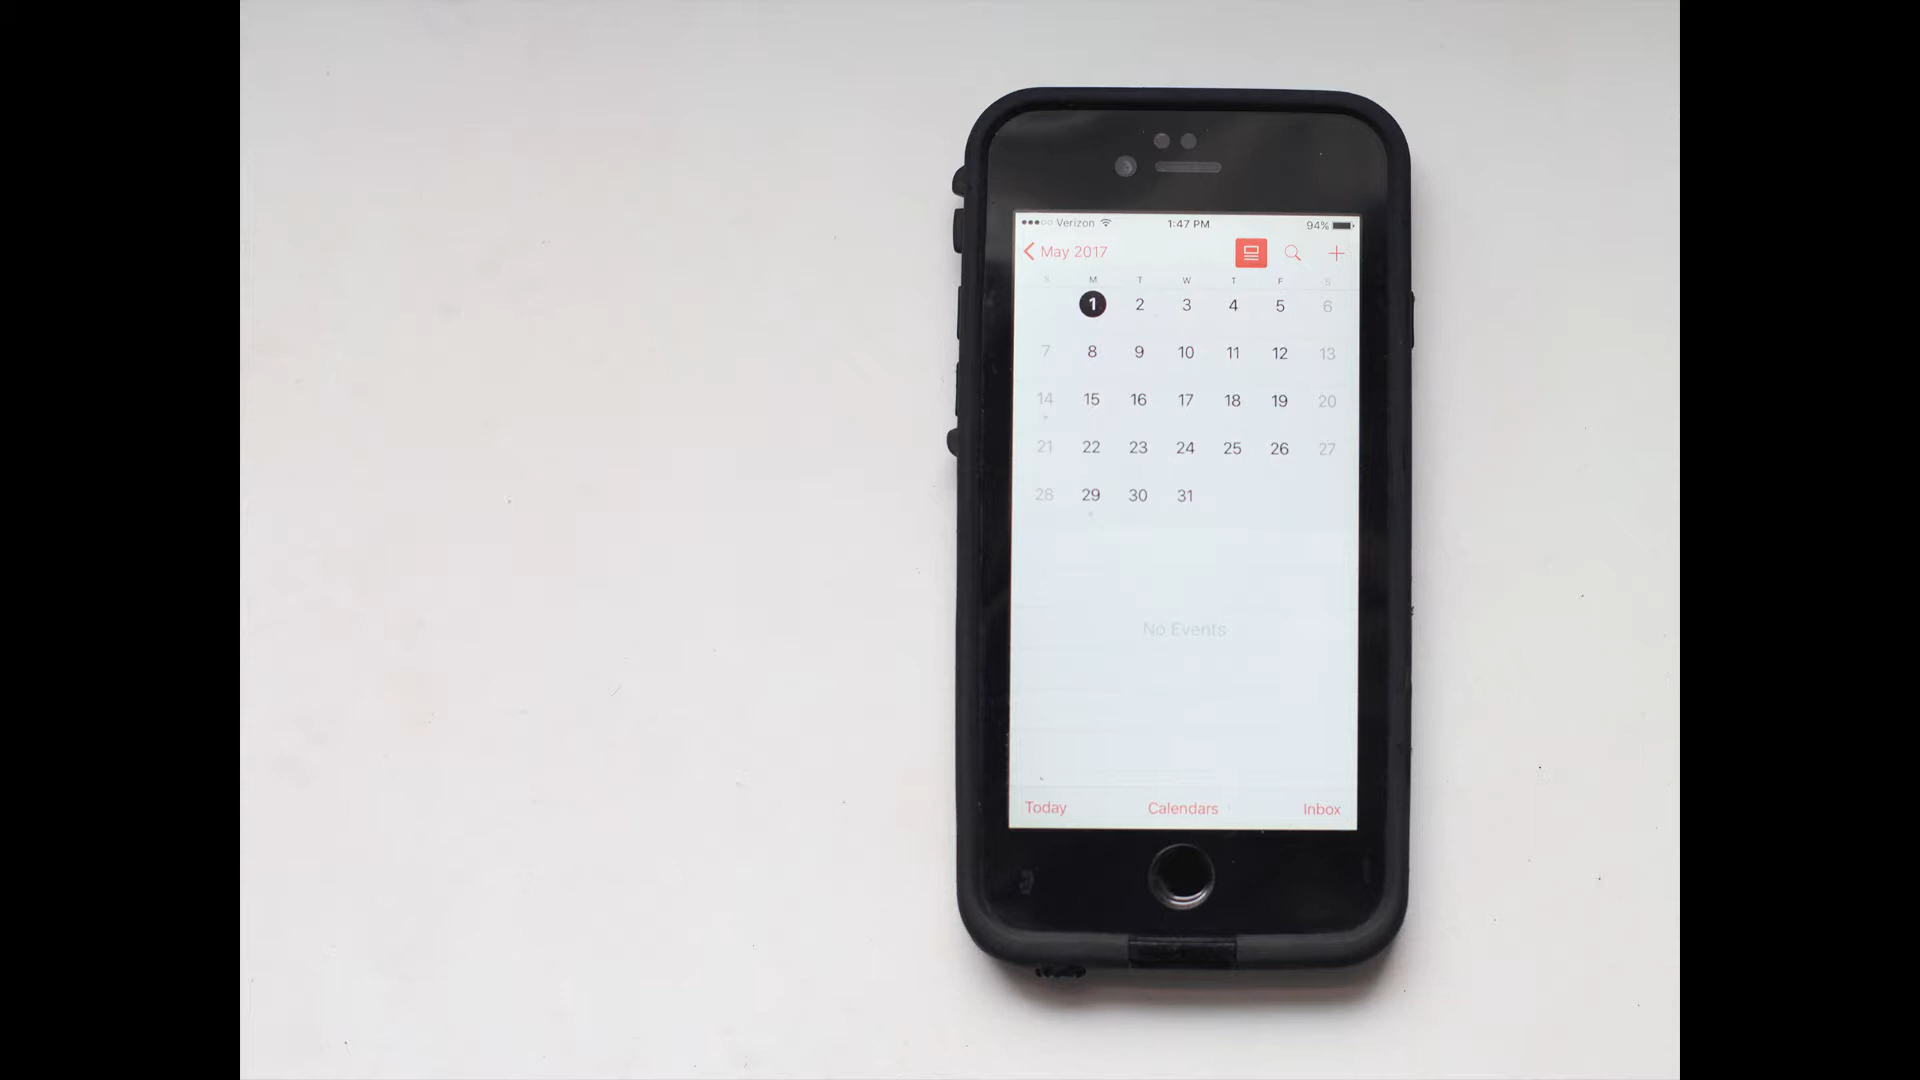 Verizon 1:47 PM 94%
May 2017
S M T W T F S
1 2 3 4 5 6
7 8 9 10 11 12 13
14 15 16 17 18 19 20
21 22 23 24 25 26 27
28 29 30 31
No Events
Today Calendars Inbox